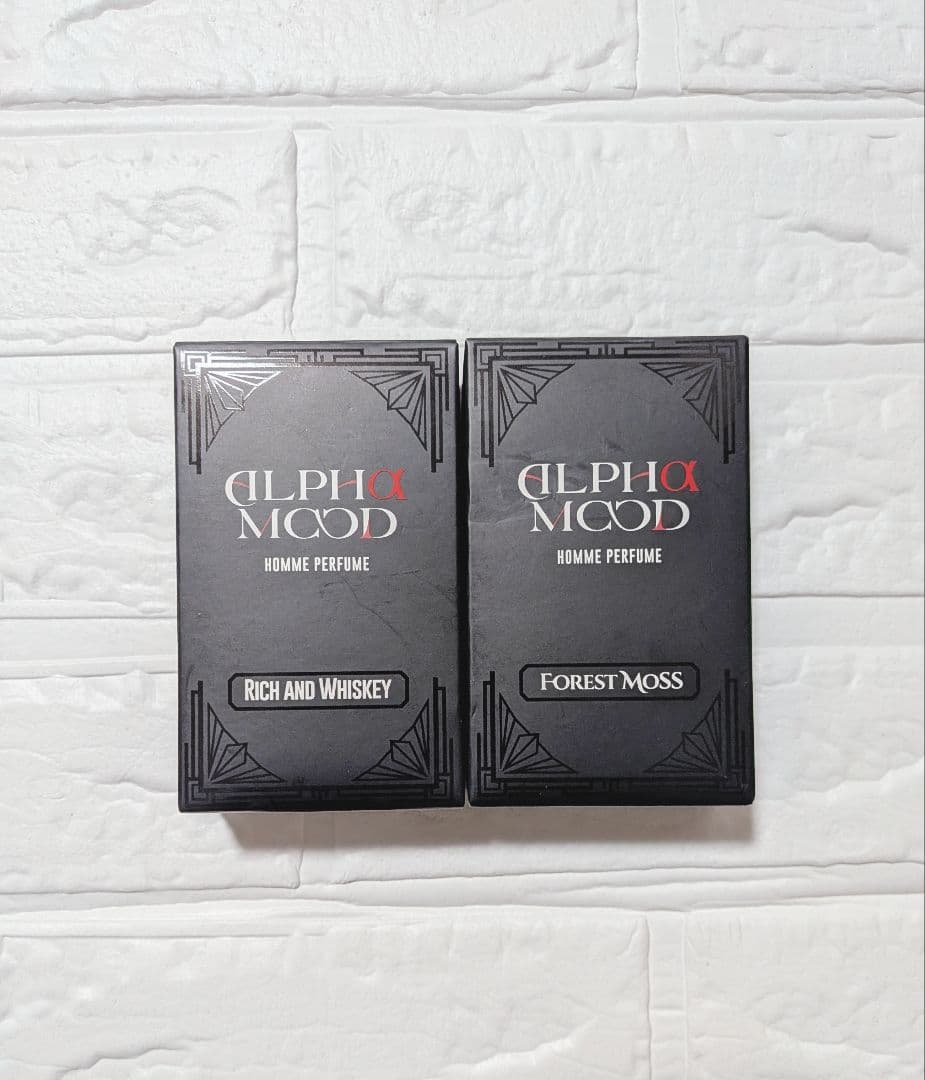 ALPHA
MOOD
HOMME PERFUME
RICH AND WHISKEY
ALPHA
MOOD
HOMME PERFUME
FOREST MOSS